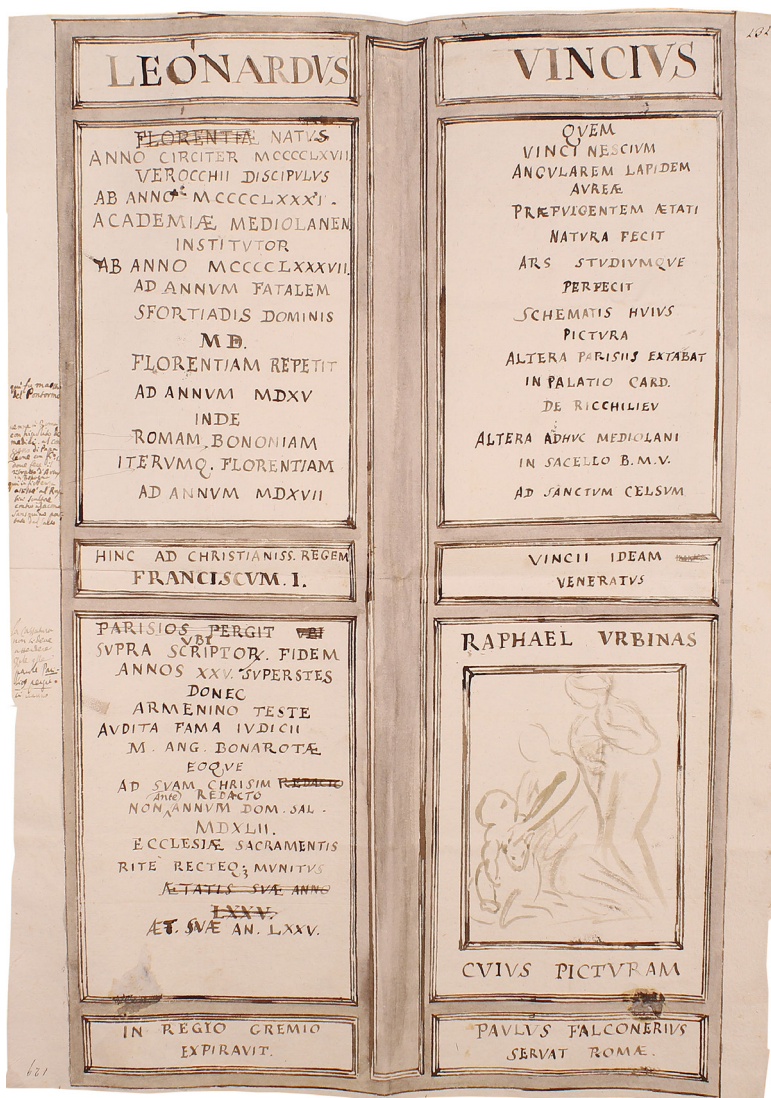 LEONARDVS
FLORENTIÆ NATVS
ANNO CIRCITER MCCCCLXVII
VEROCCHII DISCIPVLVS
AB ANNO MCCCCLXXXI.
ACADEMIÆ MEDIOLANEN
INSTITVTOR
AB ANNO MCCCCLXXXVII
AD ANNVM FATALEM
SFORTIADIS DOMINIS
MD.
FLORENTIAM REPETIT
AD ANNVM MDXV
INDE
ROMAM, BONONIAM
ITERVMQ. FLORENTIAM
AD ANNVM MDXVII
HINC AD CHRISTIANISS. REGEM
FRANCISCVM. I.
PARISIOS PERGIT VBI
VBI
SVPRA SCRIPTOR. FIDEM
ANNOS XXV. SVPERSTES
DONEC
ARMENINO TESTE
AVDITA FAMA IVDICII
M. ANG. BONAROTÆ
EOQVE
AD SVAM CHRISIM REDACTO
Ante REDACTO
NON ANNVM DOM. SAL.
MDXLII.
ECCLESIÆ SACRAMENTIS
RITE RECTEQ; MVNITVS
ÆTATIS SVÆ ANNO
LXXV.
ÆT. SVÆ AN. LXXV.
IN REGIO GREMIO
EXPIRAVIT.
VINCIVS
QVEM
VINCI NESCIVM
ANGVLAREM LAPIDEM
AVREÆ
PRÆFVLGENTEM ÆTATI
NATVRA FECIT
ARS STVDIVMQVE
PERFECIT
SCHEMATIS HVIVS
PICTVRA
ALTERA PARISIIS EXTABAT
IN PALATIO CARD.
DE RICCHILIEV
ALTERA ADHVC MEDIOLANI
IN SACELLO B.M.V.
AD SANCTVM CELSVM
VINCII IDEAM
VENERATVS
RAPHAEL VRBINAS
CVIVS PICTVRAM
PAVLVS FALCONERIVS
SERVAT ROMÆ.